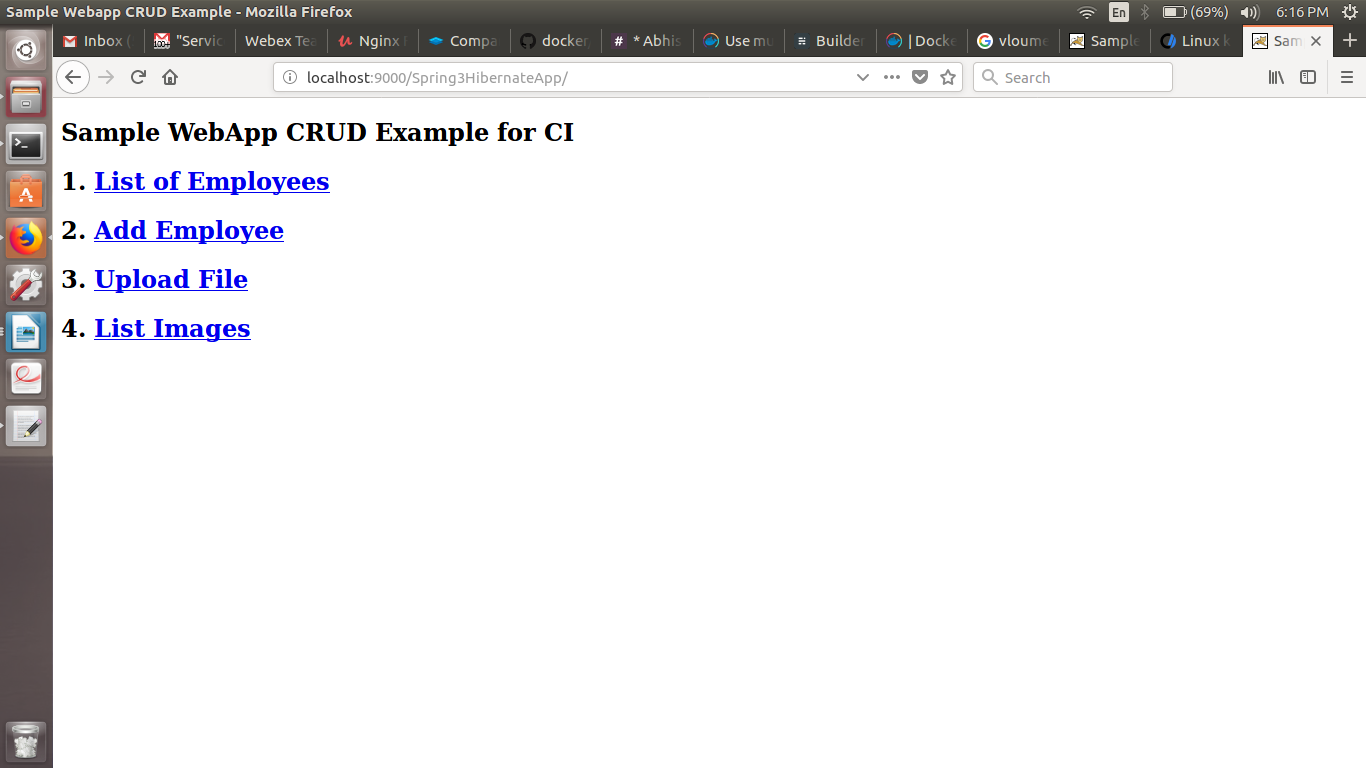 Sample Webapp CRUD Example - Mozilla Firefox
En (69%) 6:16 PM
Inbox ( "Servic Webex Tea Nginx Compa docker * Abhis Use mu Builder | Docke vloume Sample Linux k Sam
localhost:9000/Spring3HibernateApp/ Search
Sample WebApp CRUD Example for CI
1. List of Employees
2. Add Employee
3. Upload File
4. List Images